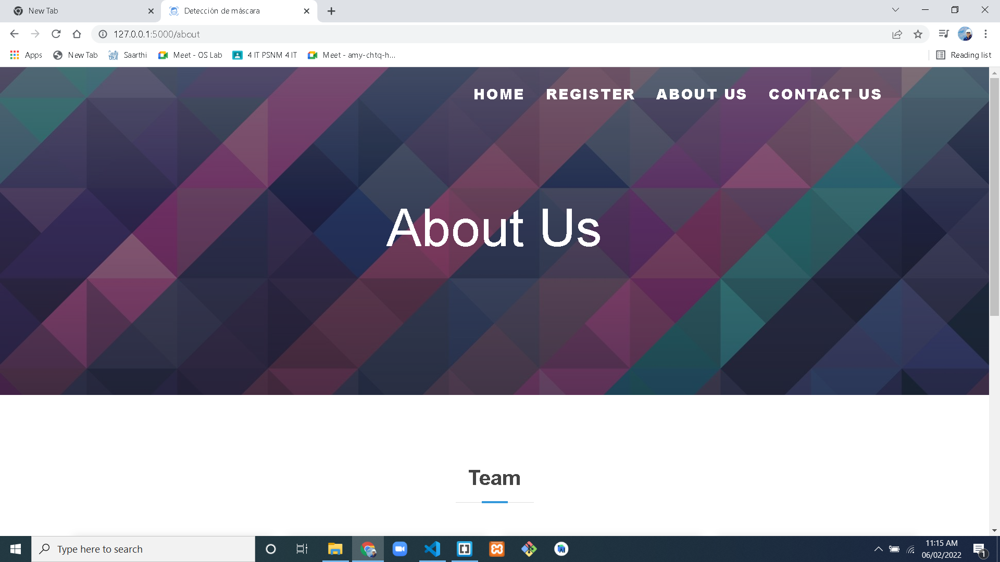 New Tab
Detección de máscara
127.0.0.1:5000/about
Apps
New Tab
Saarthi
Meet - OS Lab
4 IT PSNM 4 IT
Meet - amy-chtq-h...
Reading list
HOME REGISTER ABOUT US CONTACT US
About Us
Team
Type here to search
11:15 AM
06/02/2022
1